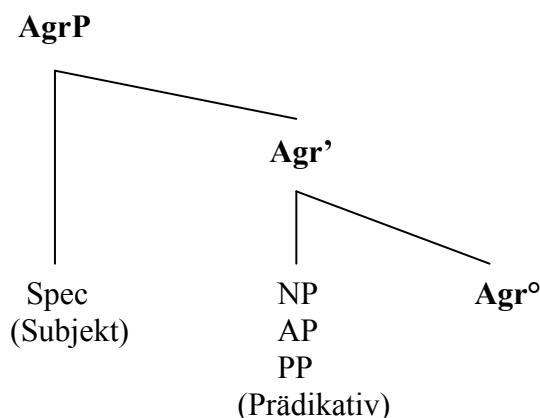 AgrP
Agr’
Spec NP Agr°
(Subjekt) AP
PP
(Prädikativ)